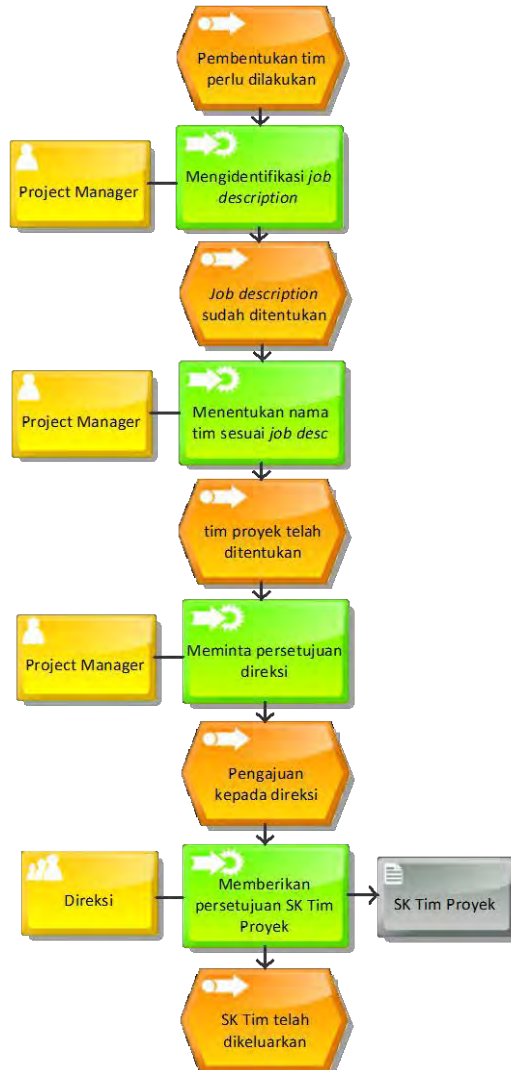 Pembentukan tim
perlu dilakukan
Project Manager
Mengidentifikasi job
description
Job description
sudah ditentukan
Project Manager
Menentukan nama
tim sesuai job desc
tim proyek telah
ditentukan
Project Manager
Meminta persetujuan
direksi
Pengajuan
kepada direksi
Direksi
Memberikan
persetujuan SK Tim
Proyek
SK Tim Proyek
SK Tim telah
dikeluarkan